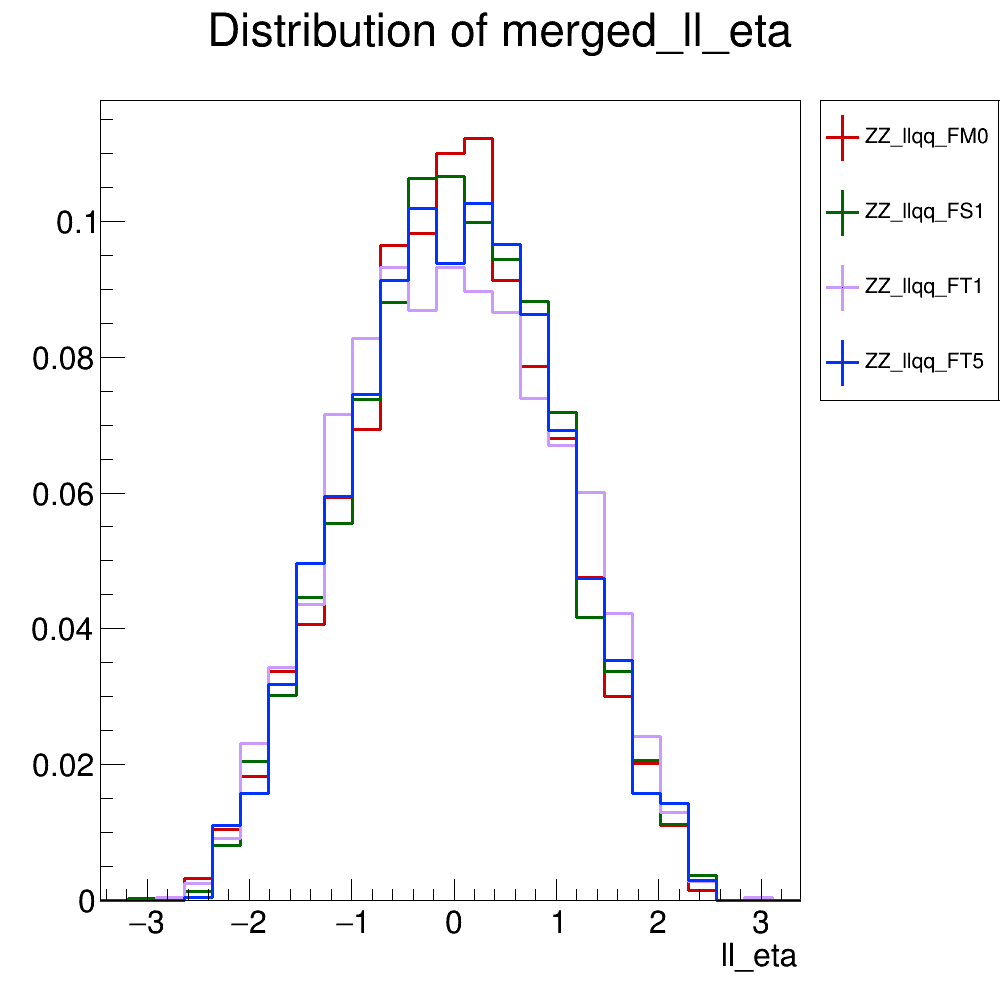 Distribution of merged_ll_eta
ZZ_llqq_FM0
ZZ_llqq_FS1
ZZ_llqq_FT1
ZZ_llqq_FT5
0.1
0.08
0.06
0.04
0.02
0
−3 −2 −1 0 1 2 3
ll_eta